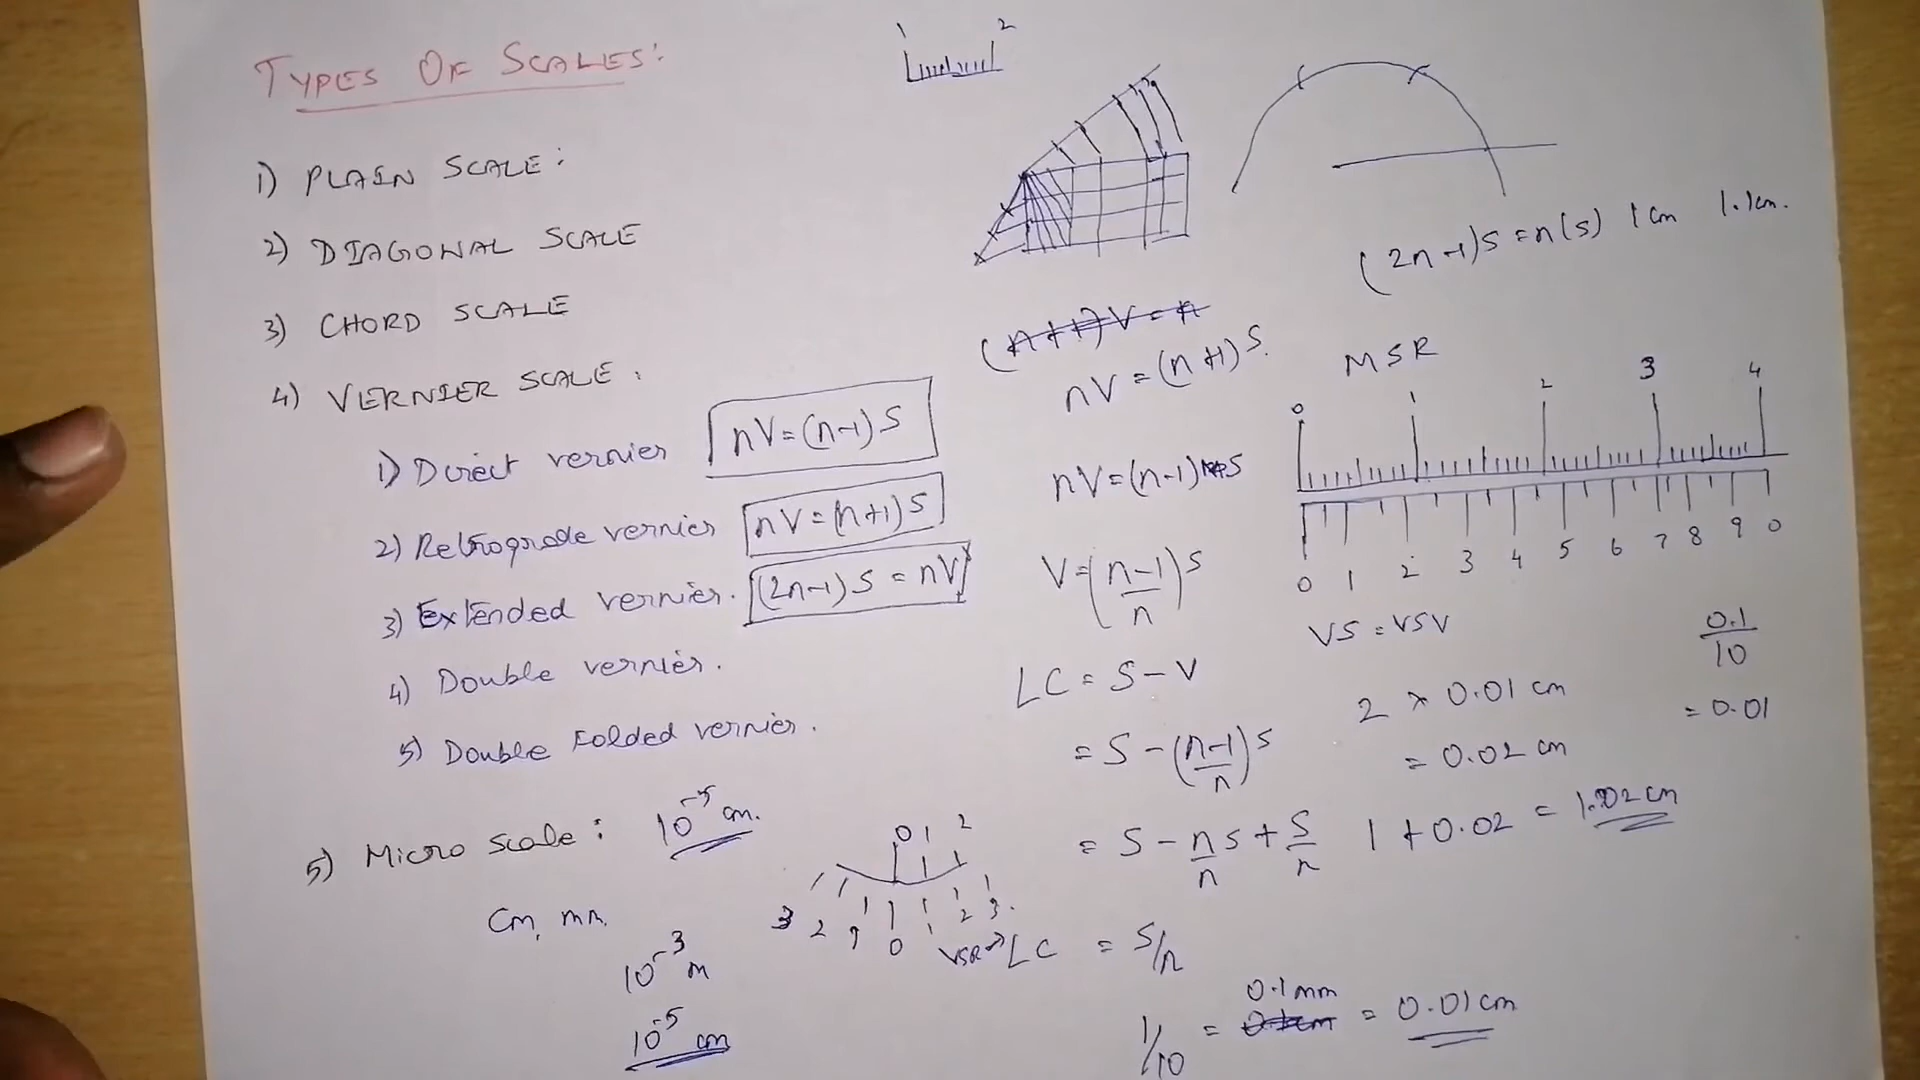 TYPES OF SCALES:
1) PLAIN SCALE:
2) DIAGONAL SCALE
3) CHORD SCALE
4) VERNIER SCALE:
1) Direct vernier nV=(n-1)S
2) Retrograde vernier nV=(n+1)S
3) Extended vernier. (2n-1)S = nV
4) Double vernier.
5) Double Folded vernier.
5) Micro scale: 10⁻⁵ cm.
cm, mm.
10⁻³ m
10⁻⁵ cm
1 2
(n+1)V = n
nV = (n+1)S.
nV=(n-1) S
V=(n-1/n)S
LC = S-V
= S-(n-1/n)S
= S - n/n S + S/n
VSR→LC = S/n
1/10 = 0.1mm = 0.01cm
0 1 2
3 2 1 0 1 2 3.
(2n-1)S = n(S) 1 cm 1.1cm.
MSR
0 1 2 3 4
0 1 2 3 4 5 6 7 8 9 0
VS = VSV
0.1/10
= 0.01
2 × 0.01 cm
= 0.02 cm
1 + 0.02 = 1.02cm